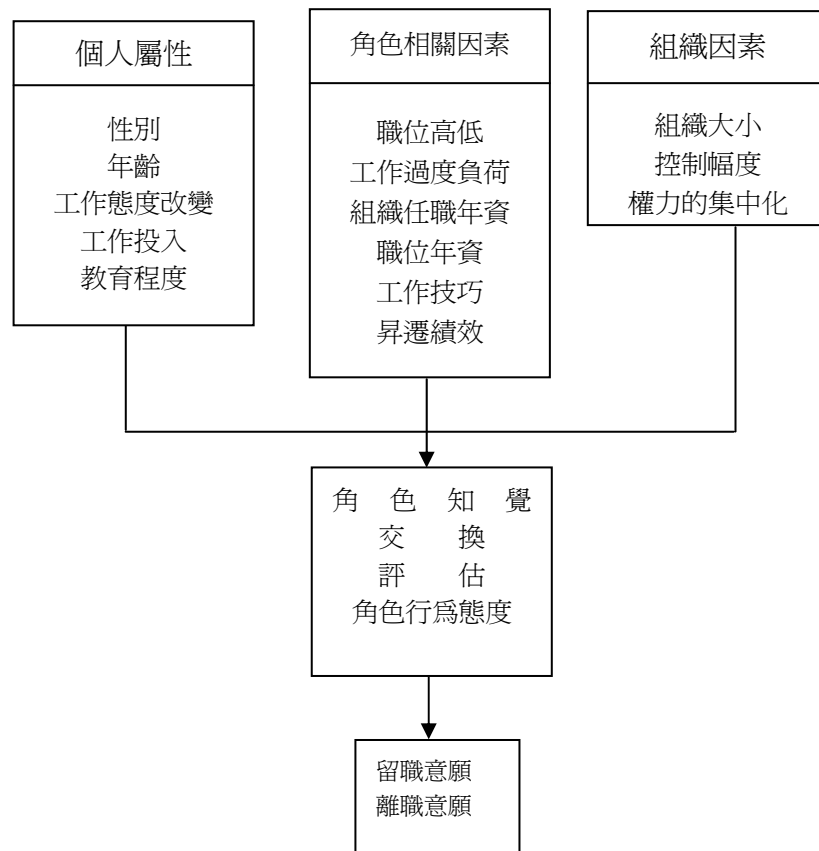 個人屬性
性別
年齡
工作態度改變
工作投入
教育程度
角色相關因素
職位高低
工作過度負荷
組織任職年資
職位年資
工作技巧
昇遷績效
組織因素
組織大小
控制幅度
權力的集中化
角 色 知 覺
交 換
評 估
角色行為態度
留職意願
離職意願